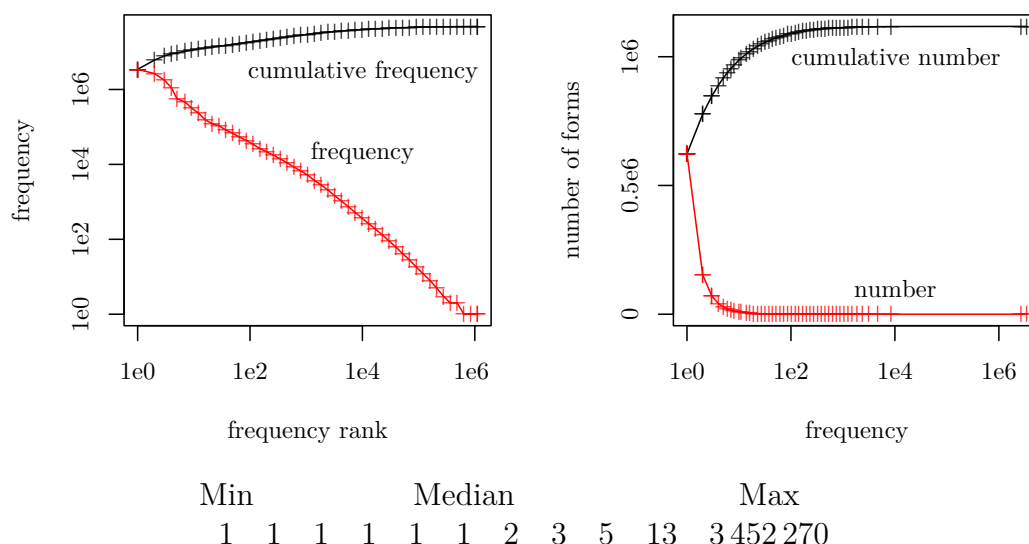 cumulative frequency
frequency
frequency
1e6
1e4
1e2
1e0
1e0 1e2 1e4 1e6
frequency rank
cumulative number
number
number of forms
1e6
0.5e6
0
1e0 1e2 1e4 1e6
frequency
Min Median Max
1 1 1 1 1 1 2 3 5 13 3 452 270